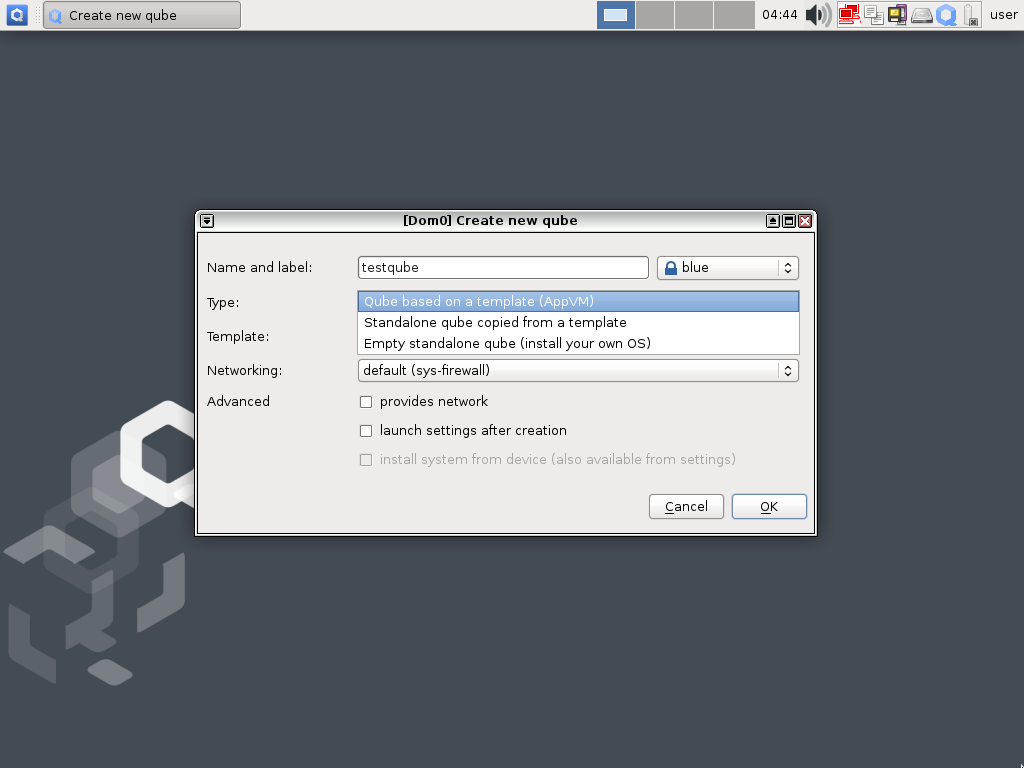 Create new qube
04:44
user
[Dom0] Create new qube
Name and label:
testqube
blue
Type:
Qube based on a template (AppVM)
Standalone qube copied from a template
Template:
Empty standalone qube (install your own OS)
Networking:
default (sys-firewall)
Advanced
provides network
launch settings after creation
install system from device (also available from settings)
Cancel
OK